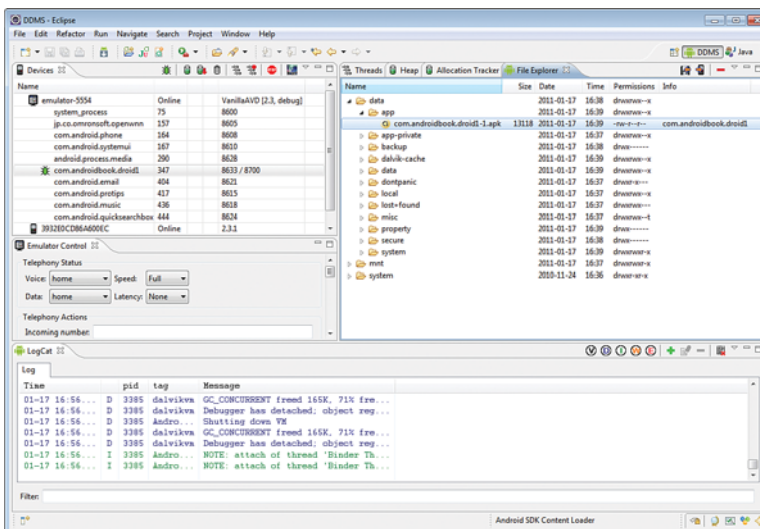 DDMS - Eclipse
File Edit Refactor Run Navigate Search Project Window Help
DDMS Java
Devices
Name
emulator-5554 Online VanillaAVD [2.3, debug]
system_process 75 8600
jp.co.omronsoft.openwnn 157 8605
com.android.phone 164 8608
com.android.systemui 167 8610
android.process.media 290 8628
com.androidbook.droid1 347 8633 / 8700
com.android.email 404 8621
com.android.protips 417 8615
com.android.music 436 8618
com.android.quicksearchbox 444 8624
3932E0CD86A600EC Online 2.3.1
Threads Heap Allocation Tracker File Explorer
Name Size Date Time Permissions Info
data 2011-01-17 16:38 drwxrwx--x
app 2011-01-17 16:39 drwxrwx--x
com.androidbook.droid1-1.apk 13118 2011-01-17 16:39 -rw-r--r-- com.androidbook.droid1
app-private 2011-01-17 16:37 drwxrwx--x
backup 2011-01-17 16:38 drwx------
dalvik-cache 2011-01-17 16:39 drwxrwx--x
data 2011-01-17 16:39 drwxrwx--x
dontpanic 2011-01-17 16:37 drwxr-x---
local 2011-01-17 16:37 drwxrwx--x
lost+found 2011-01-17 16:37 drwxrwx---
misc 2011-01-17 16:37 drwxrwx--t
property 2011-01-17 16:39 drwx------
secure 2011-01-17 16:38 drwx------
system 2011-01-17 16:39 drwxrwxr-x
mnt 2011-01-17 16:37 drwxrwxr-x
system 2010-11-24 16:36 drwxr-xr-x
Emulator Control
Telephony Status
Voice: home Speed: Full
Data: home Latency: None
Telephony Actions
Incoming number:
LogCat
V D I W E
Log
Time pid tag Message
01-17 16:56... D 3385 dalvikvm GC_CONCURRENT freed 165K, 71% fre...
01-17 16:56... D 3385 dalvikvm Debugger has detached; object reg...
01-17 16:56... D 3385 Andro... Shutting down VM
01-17 16:56... D 3385 dalvikvm GC_CONCURRENT freed 165K, 71% fre...
01-17 16:56... D 3385 dalvikvm Debugger has detached; object reg...
01-17 16:56... I 3385 Andro... NOTE: attach of thread 'Binder Th...
01-17 16:56... I 3385 Andro... NOTE: attach of thread 'Binder Th...
Filter:
Android SDK Content Loader